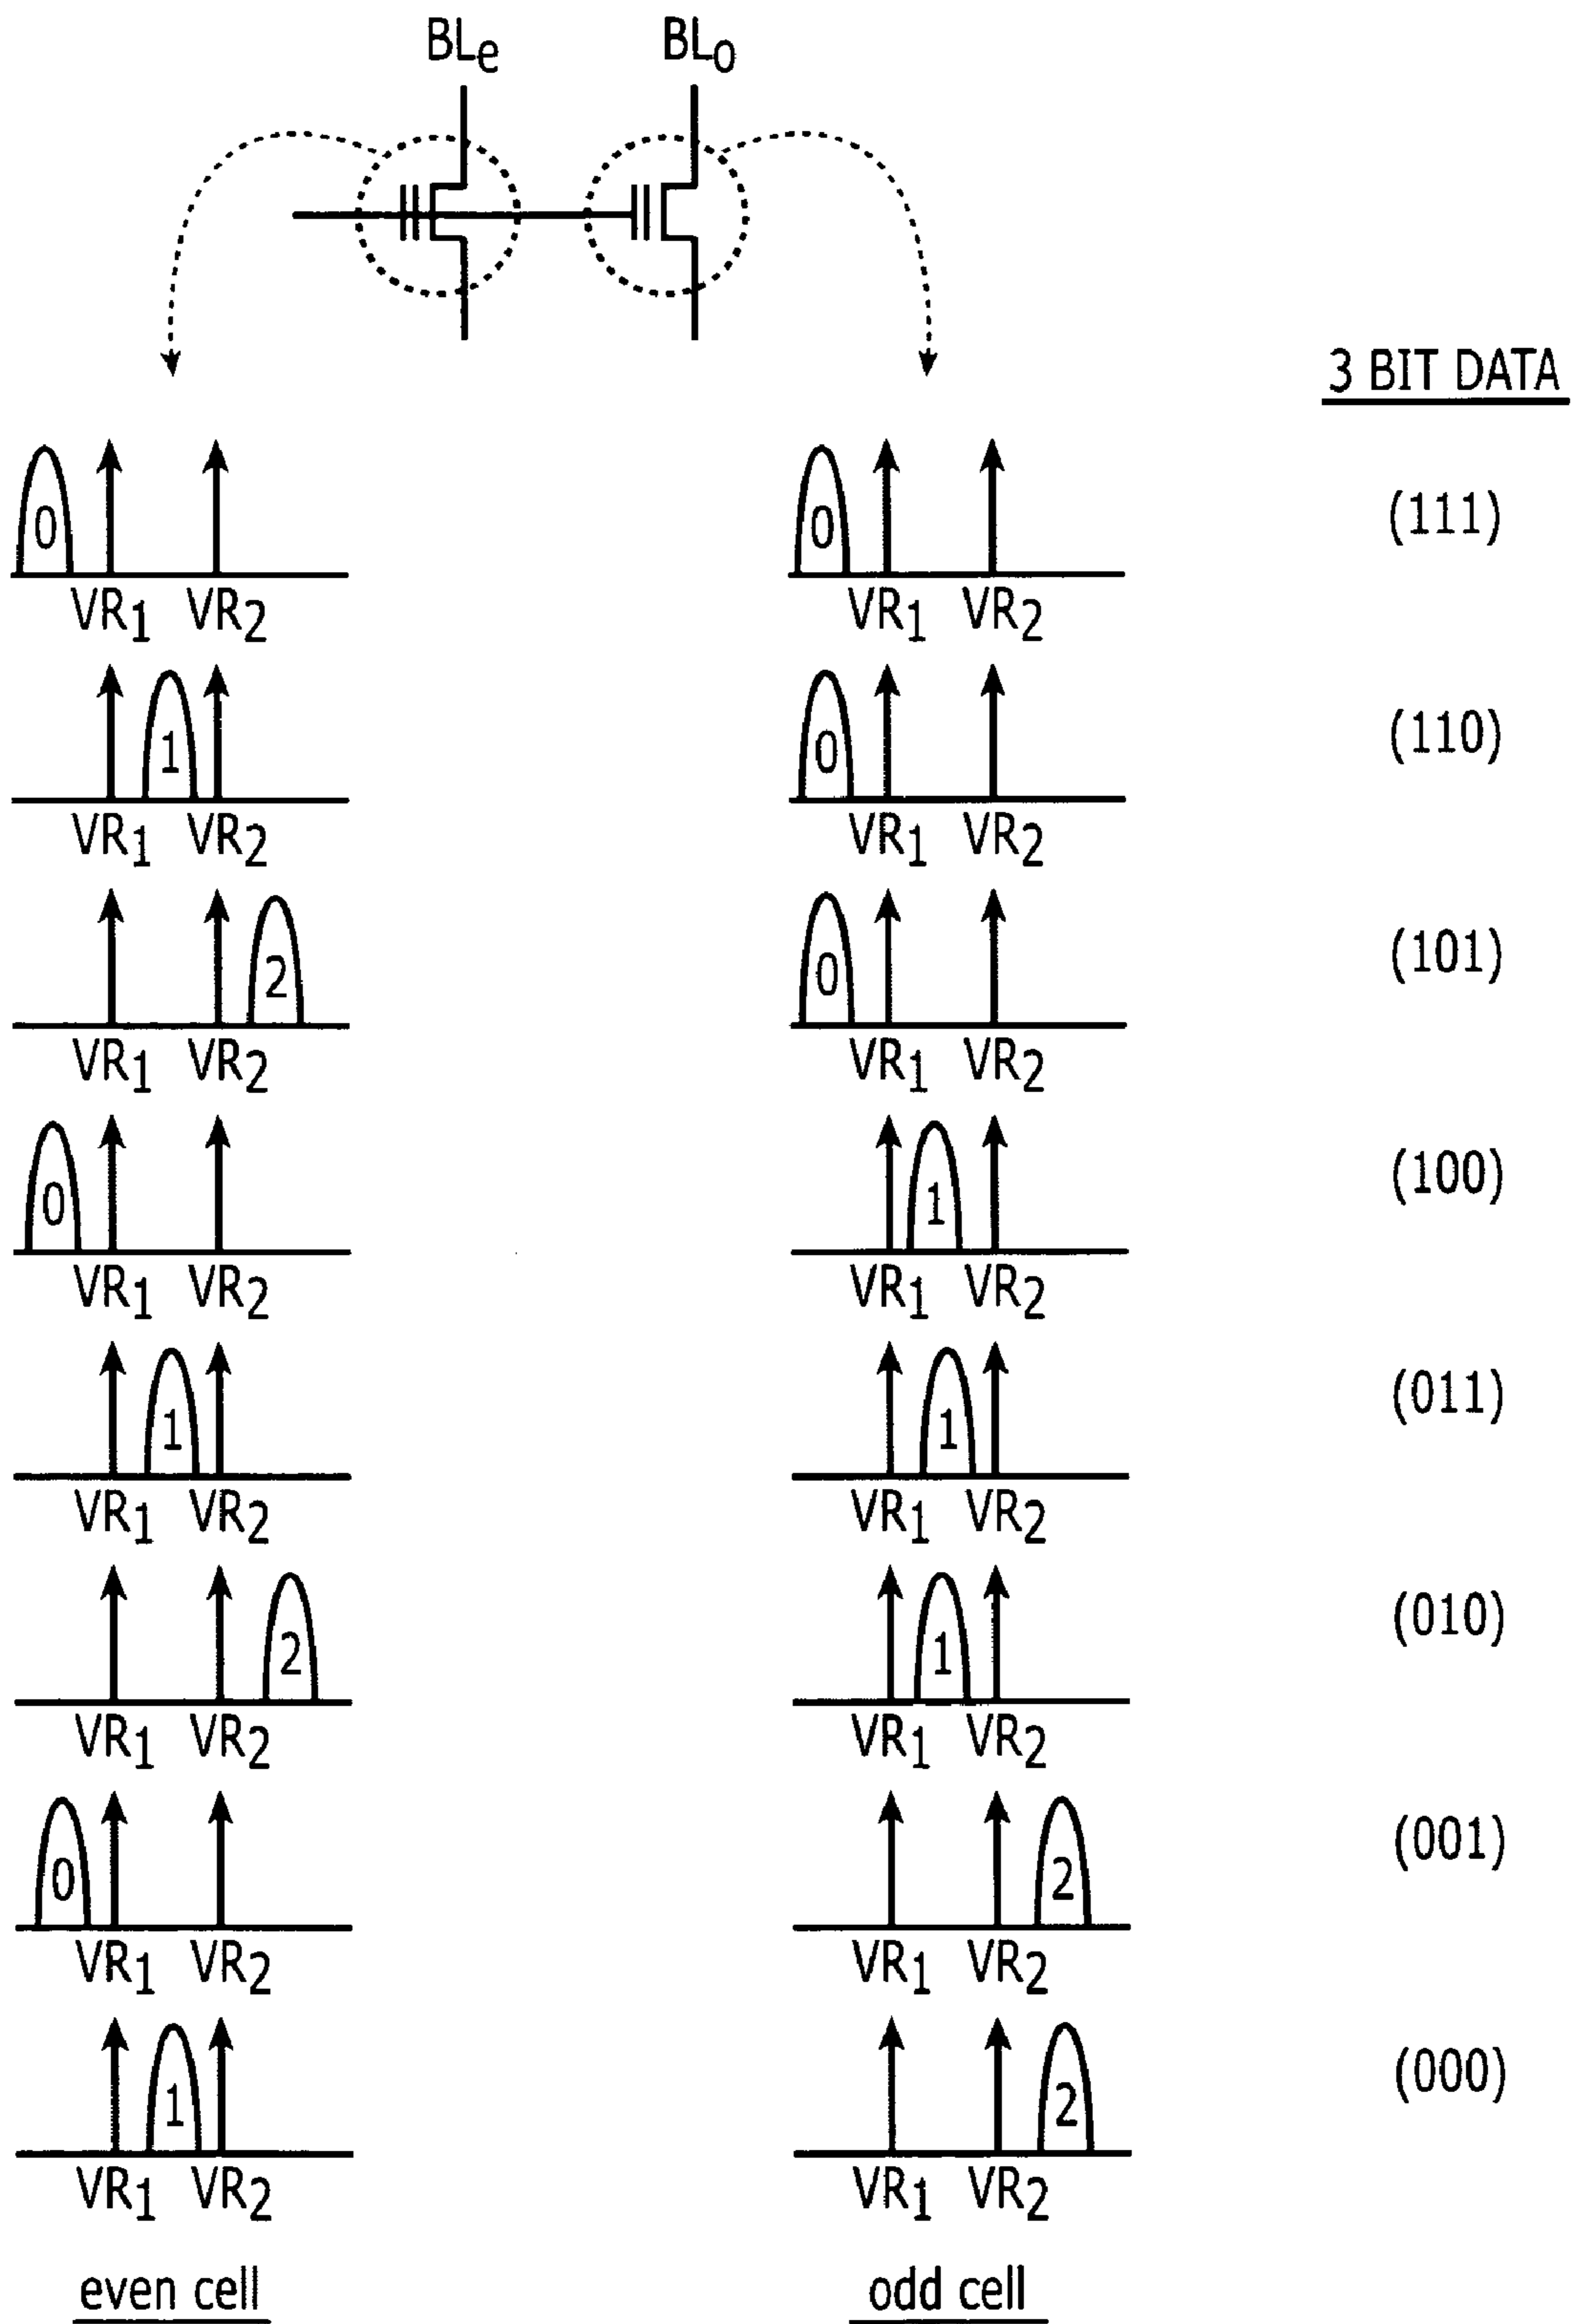 BLe BLo
3 BIT DATA
0 0 (111)
VR1 VR2 VR1 VR2
1 0 (110)
VR1 VR2 VR1 VR2
2 0 (101)
VR1 VR2 VR1 VR2
0 1 (100)
VR1 VR2 VR1 VR2
1 1 (011)
VR1 VR2 VR1 VR2
2 1 (010)
VR1 VR2 VR1 VR2
0 2 (001)
VR1 VR2 VR1 VR2
1 2 (000)
VR1 VR2 VR1 VR2
even cell odd cell